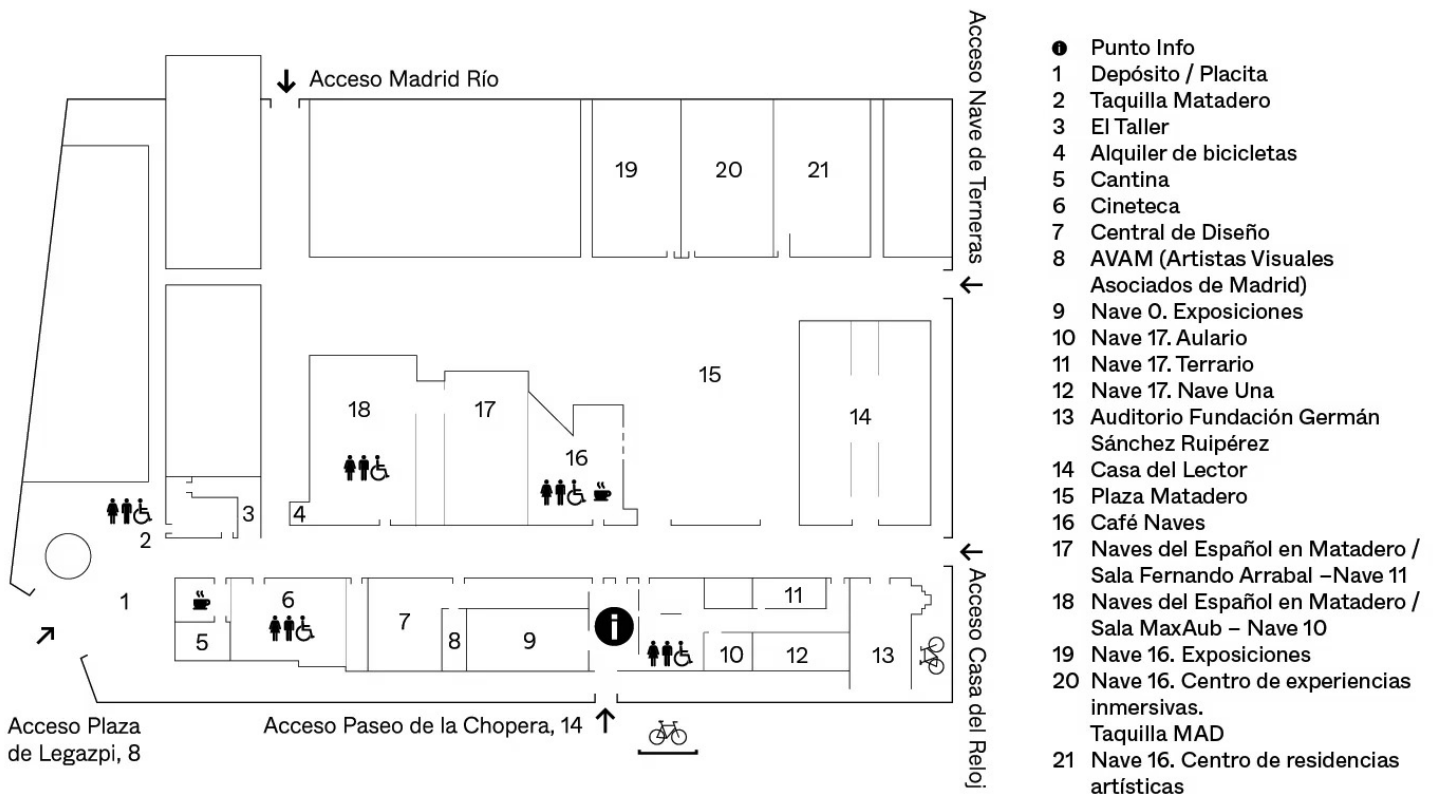 Acceso Madrid Río
Acceso Nave de Terneras
19
20
21
15
18
17
14
16
3
4
2
1
6
5
7
8
9
i
11
10
12
13
Acceso Casa del Reloj
Acceso Plaza
de Legazpi, 8
Acceso Paseo de la Chopera, 14
i Punto Info
1 Depósito / Placita
2 Taquilla Matadero
3 El Taller
4 Alquiler de bicicletas
5 Cantina
6 Cineteca
7 Central de Diseño
8 AVAM (Artistas Visuales
Asociados de Madrid)
9 Nave 0. Exposiciones
10 Nave 17. Aulario
11 Nave 17. Terrario
12 Nave 17. Nave Una
13 Auditorio Fundación Germán
Sánchez Ruipérez
14 Casa del Lector
15 Plaza Matadero
16 Café Naves
17 Naves del Español en Matadero /
Sala Fernando Arrabal –Nave 11
18 Naves del Español en Matadero /
Sala MaxAub – Nave 10
19 Nave 16. Exposiciones
20 Nave 16. Centro de experiencias
inmersivas.
Taquilla MAD
21 Nave 16. Centro de residencias
artísticas